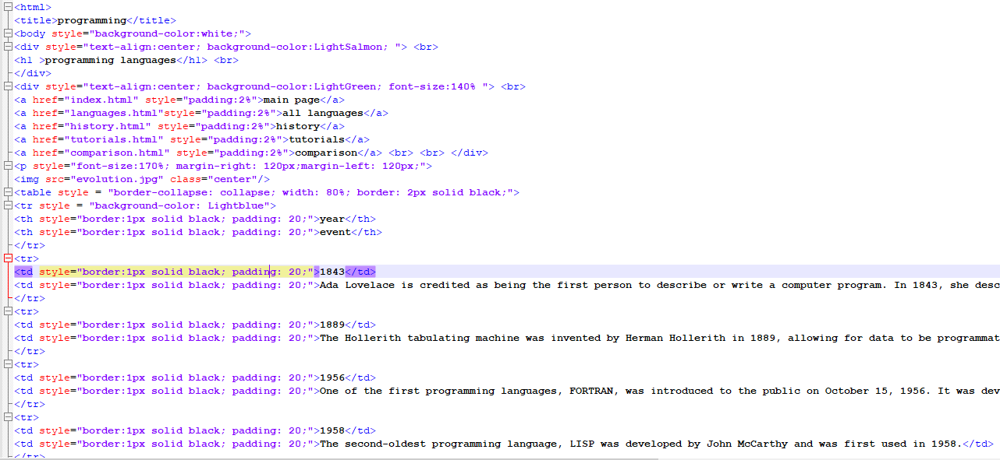 <html>
<title>programming</title>
<body style="background-color:white;">
<div style="text-align:center; background-color:LightSalmon; "> <br>
<h1 >programming languages</h1> <br>
</div>
<div style="text-align:center; background-color:LightGreen; font-size:140% "> <br>
<a href="index.html" style="padding:2%">main page</a>
<a href="languages.html"style="padding:2%">all languages</a>
<a href="history.html" style="padding:2%">history</a>
<a href="tutorials.html" style="padding:2%">tutorials</a>
<a href="comparison.html" style="padding:2%">comparison</a> <br> <br> </div>
<p style="font-size:170%; margin-right: 120px;margin-left: 120px;">
<img src="evolution.jpg" class="center"/>
<table style = "border-collapse: collapse; width: 80%; border: 2px solid black;">
<tr style = "background-color: Lightblue">
<th style="border:1px solid black; padding: 20;">year</th>
<th style="border:1px solid black; padding: 20;">event</th>
</tr>
<tr>
<td style="border:1px solid black; padding: 20;">1843</td>
<td style="border:1px solid black; padding: 20;">Ada Lovelace is credited as being the first person to describe or write a computer program. In 1843, she desc
</tr>
<tr>
<td style="border:1px solid black; padding: 20;">1889</td>
<td style="border:1px solid black; padding: 20;">The Hollerith tabulating machine was invented by Herman Hollerith in 1889, allowing for data to be programmat
</tr>
<tr>
<td style="border:1px solid black; padding: 20;">1956</td>
<td style="border:1px solid black; padding: 20;">One of the first programming languages, FORTRAN, was introduced to the public on October 15, 1956. It was dev
</tr>
<tr>
<td style="border:1px solid black; padding: 20;">1958</td>
<td style="border:1px solid black; padding: 20;">The second-oldest programming language, LISP was developed by John McCarthy and was first used in 1958.</td>
</tr>